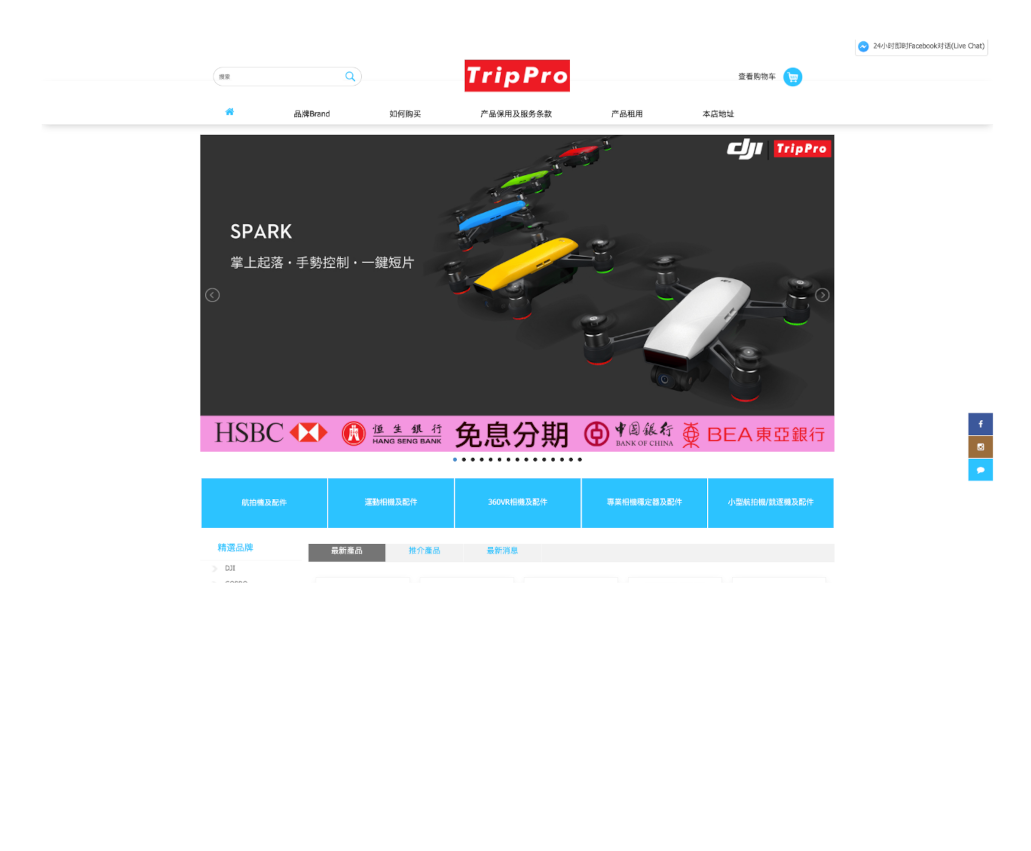 24小时即时Facebook对话(Live Chat)
搜索
TripPro
查看购物车
品牌Brand
如何购买
产品保用及服务条款
产品租用
本店地址
dji TripPro
SPARK
掌上起落・手勢控制・一鍵短片
HSBC
恒生銀行
HANG SENG BANK
免息分期
中国銀行
BANK OF CHINA
BEA東亞銀行
航拍機及配件
運動相機及配件
360VR相機及配件
專業相機穩定器及配件
小型航拍機/競逐機及配件
精選品牌
最新產品
推介產品
最新消息
DJI